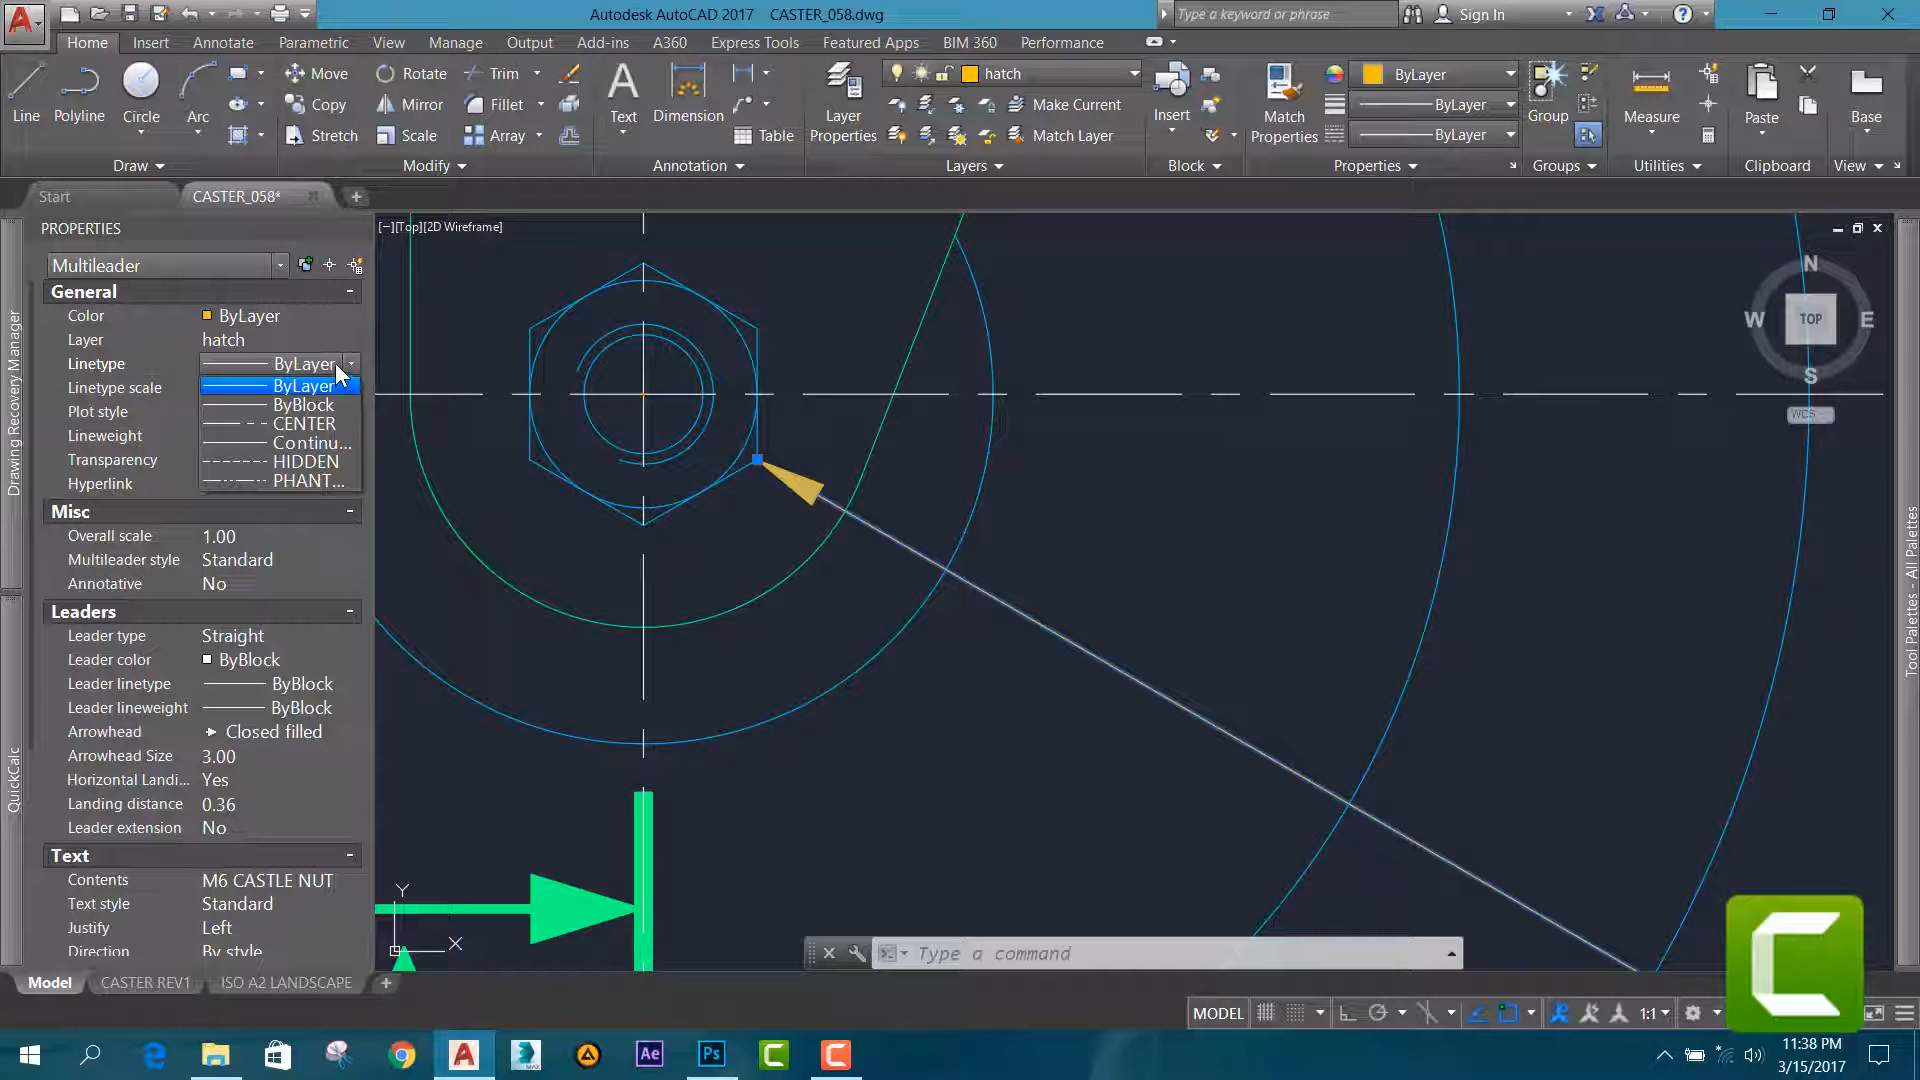 Autodesk AutoCAD 2017 CASTER_058.dwg
Type a keyword or phrase
Sign In
Home Insert Annotate Parametric View Manage Output Add-ins A360 Express Tools Featured Apps BIM 360 Performance
Line Polyline Circle Arc
Move Rotate Trim
Copy Mirror Fillet
Stretch Scale Array
Text Dimension Table
Layer Properties
hatch
Make Current
Match Layer
Insert
Match Properties
ByLayer
ByLayer
ByLayer
Group Measure Paste Base
Draw Modify Annotation Layers Block Properties Groups Utilities Clipboard View
Start CASTER_058*
PROPERTIES
[−][Top][2D Wireframe]
Multileader
General
Color ByLayer
Layer hatch
Linetype ByLayer
Linetype scale ByLayer
ByBlock
Plot style CENTER
Lineweight Continu...
Transparency HIDDEN
Hyperlink PHANT...
Misc
Overall scale 1.00
Multileader style Standard
Annotative No
Leaders
Leader type Straight
Leader color ByBlock
Leader linetype ByBlock
Leader lineweight ByBlock
Arrowhead Closed filled
Arrowhead Size 3.00
Horizontal Landi... Yes
Landing distance 0.36
Leader extension No
Text
Contents M6 CASTLE NUT
Text style Standard
Justify Left
Direction By style
Drawing Recovery Manager
QuickCalc
Tool Palettes - All Palettes
N
W TOP E
S
WCS
Y
X
Type a command
Model CASTER REV1 ISO A2 LANDSCAPE
MODEL 1:1
Ae Ps
MAX
11:38 PM
3/15/2017